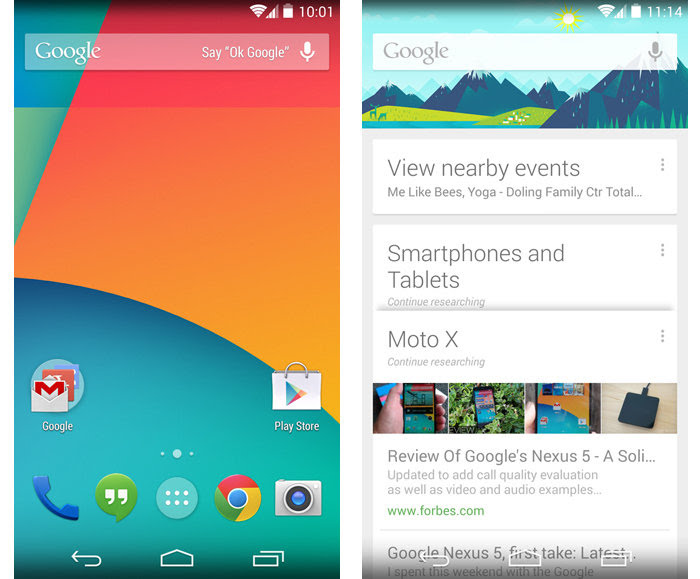 10:01
Google
Say "Ok Google"
Google
Play Store
11:14
Google
View nearby events
Me Like Bees, Yoga - Doling Family Ctr Total...
Smartphones and
Tablets
Continue researching
Moto X
Continue researching
Review Of Google's Nexus 5 - A Soli...
Updated to add call quality evaluation
as well as video and audio examples...
www.forbes.com
Google Nexus 5, first take: Latest...
I spent this weekend with the Google